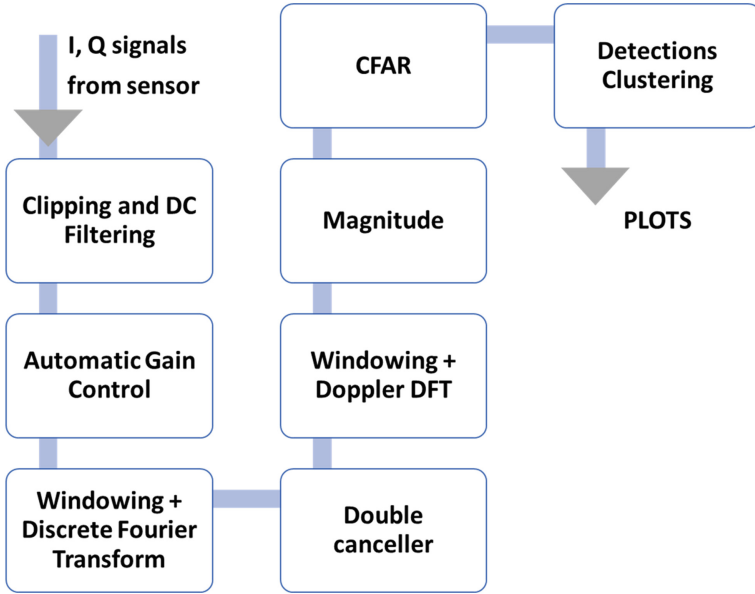 I, Q signals
from sensor
Clipping and DC
Filtering
Automatic Gain
Control
Windowing +
Discrete Fourier
Transform
Double
canceller
Windowing +
Doppler DFT
Magnitude
CFAR
Detections
Clustering
PLOTS